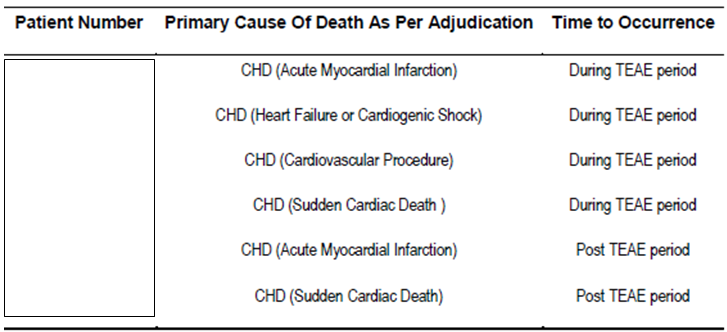 Patient Number Primary Cause Of Death As Per Adjudication Time to Occurrence
CHD (Acute Myocardial Infarction) During TEAE period
CHD (Heart Failure or Cardiogenic Shock) During TEAE period
CHD (Cardiovascular Procedure) During TEAE period
CHD (Sudden Cardiac Death ) During TEAE period
CHD (Acute Myocardial Infarction) Post TEAE period
CHD (Sudden Cardiac Death) Post TEAE period